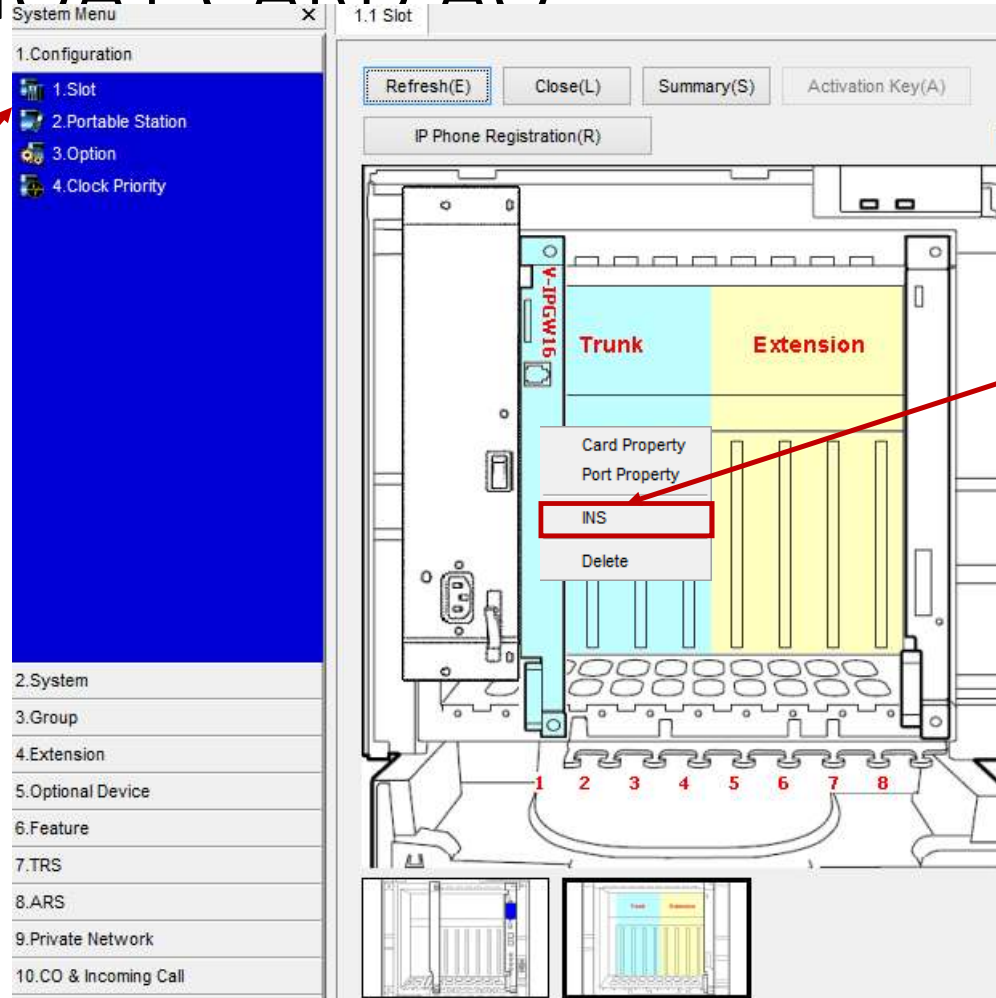 System Menu
1.1 Slot
1.Configuration
1.Slot
2.Portable Station
3.Option
4.Clock Priority
Refresh(E)
Close(L)
Summary(S)
Activation Key(A)
IP Phone Registration(R)
V-IPGW16
Trunk
Extension
Card Property
Port Property
INS
Delete
1 2 3 4 5 6 7 8
2.System
3.Group
4.Extension
5.Optional Device
6.Feature
7.TRS
8.ARS
9.Private Network
10.CO & Incoming Call
Trunk